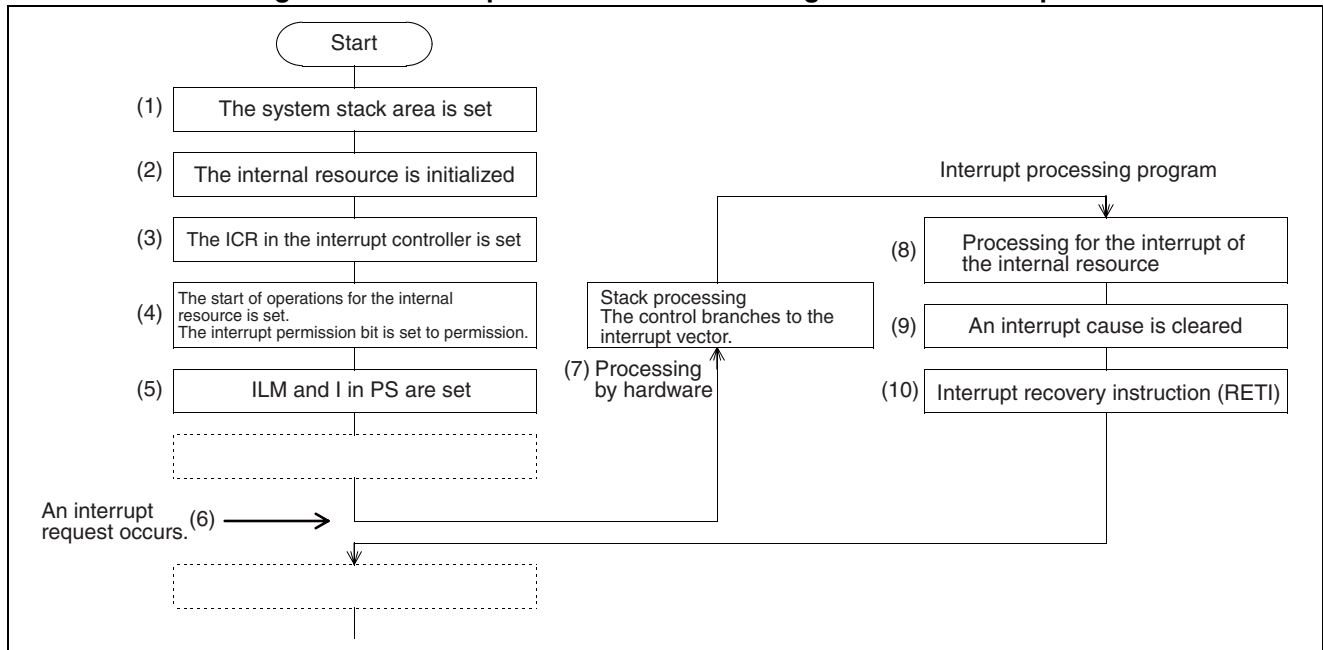 Start
(1)
The system stack area is set
(2)
The internal resource is initialized
(3)
The ICR in the interrupt controller is set
(4)
The start of operations for the internal
resource is set.
The interrupt permission bit is set to permission.
(5)
ILM and I in PS are set
An interrupt
request occurs.
(6)
Stack processing
The control branches to the
interrupt vector.
(7) Processing
by hardware
Interrupt processing program
(8)
Processing for the interrupt of
the internal resource
(9)
An interrupt cause is cleared
(10)
Interrupt recovery instruction (RETI)